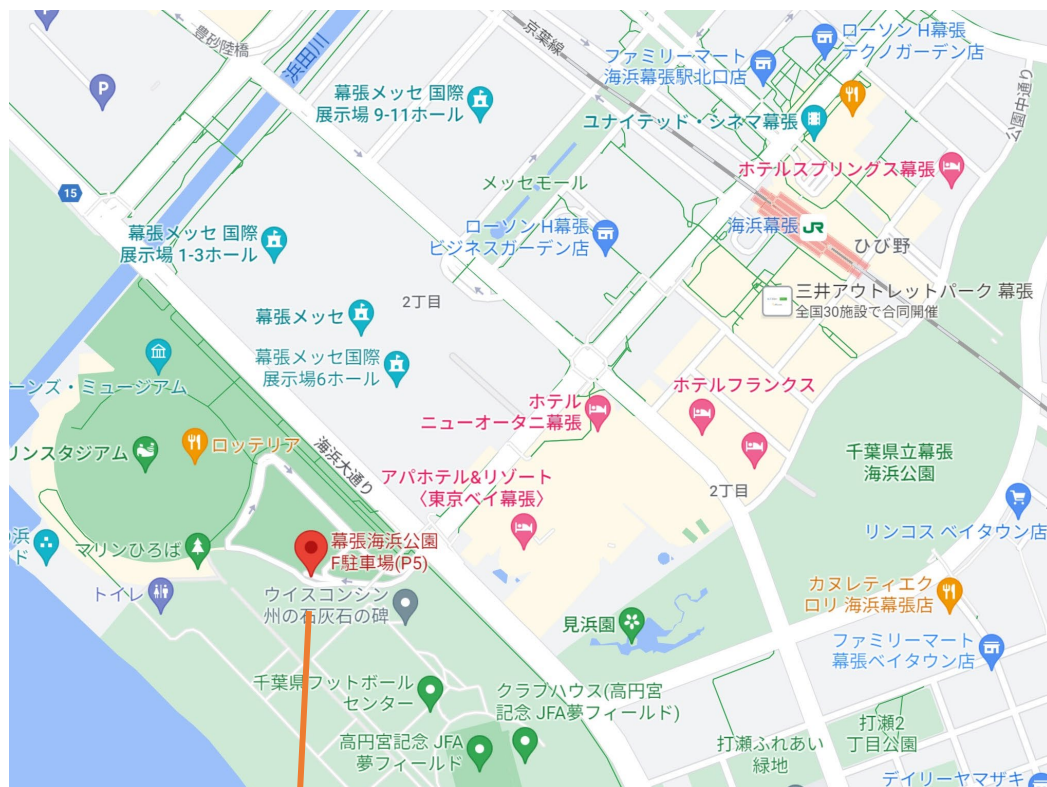 P
豊砂陸橋
浜田川
京葉線
ファミリーマート
海浜幕張駅北口店
ローソン H幕張
テクノガーデン店
公園中通り
P
幕張メッセ 国際
展示場 9-11ホール
ユナイテッド・シネマ幕張
ホテルスプリングス幕張
メッセモール
15
幕張メッセ 国際
展示場 1-3ホール
ローソン H幕張
ビジネスガーデン店
海浜幕張
JR
ひび野
三井アウトレットパーク 幕張
全国30施設で合同開催
2丁目
幕張メッセ
幕張メッセ国際
展示場6ホール
ーンズ・ミュージアム
ホテル
ニューオータニ幕張
ホテルフランクス
リンスタジアム
ロッテリア
海浜大通り
アパホテル&リゾート
〈東京ベイ幕張〉
2丁目
千葉県立幕張
海浜公園
リンコス ベイタウン店
浜
ド
マリンひろば
幕張海浜公園
F駐車場(P5)
トイレ
ウイスコンシン
州の石灰石の碑
見浜園
カヌレティエク
ロリ 海浜幕張店
ファミリーマート
幕張ベイタウン店
千葉県フットボール
センター
クラブハウス(高円宮
記念 JFA夢フィールド)
高円宮記念 JFA
夢フィールド
打瀬ふれあい
緑地
打瀬2
丁目公園
デイリーヤマザキ